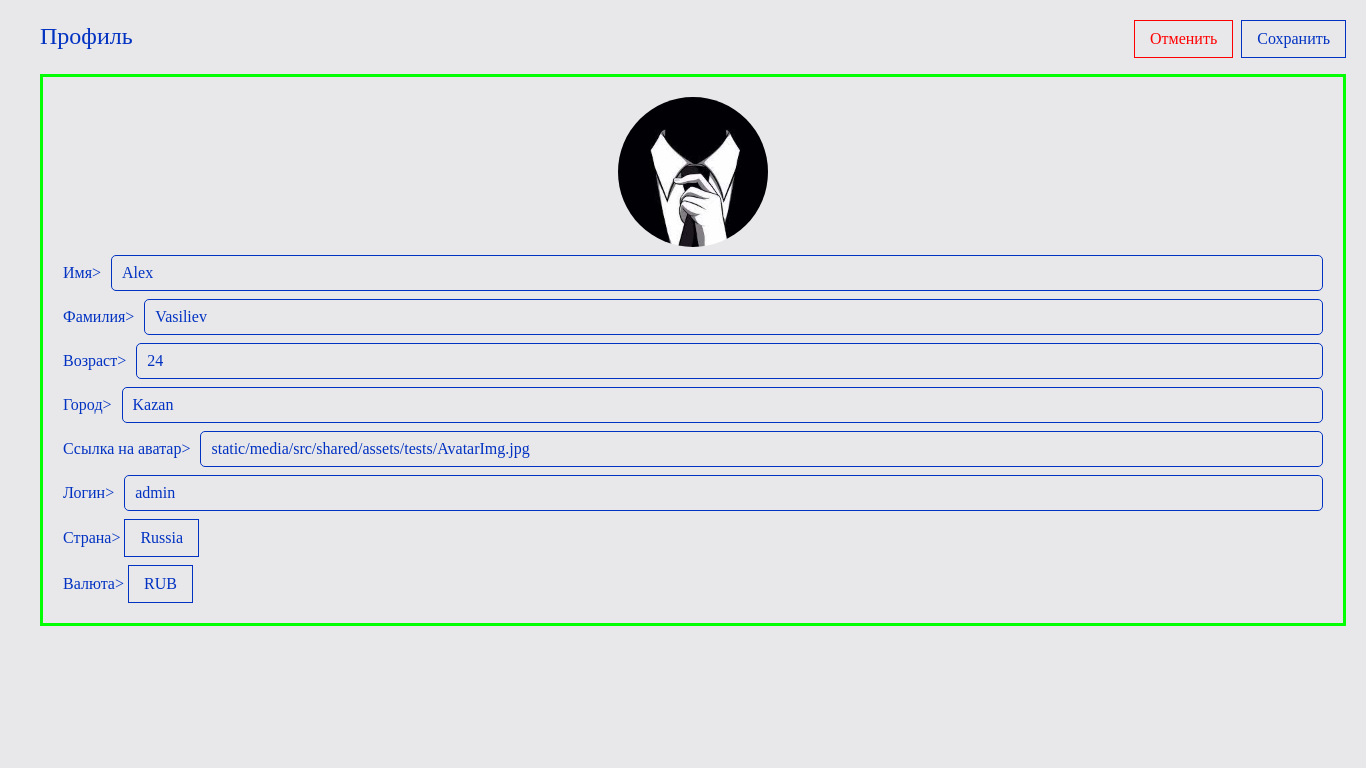 Профиль
Отменить
Сохранить
Имя> Alex
Фамилия> Vasiliev
Возраст> 24
Город> Kazan
Ссылка на аватар> static/media/src/shared/assets/tests/AvatarImg.jpg
Логин> admin
Страна> Russia
Валюта> RUB